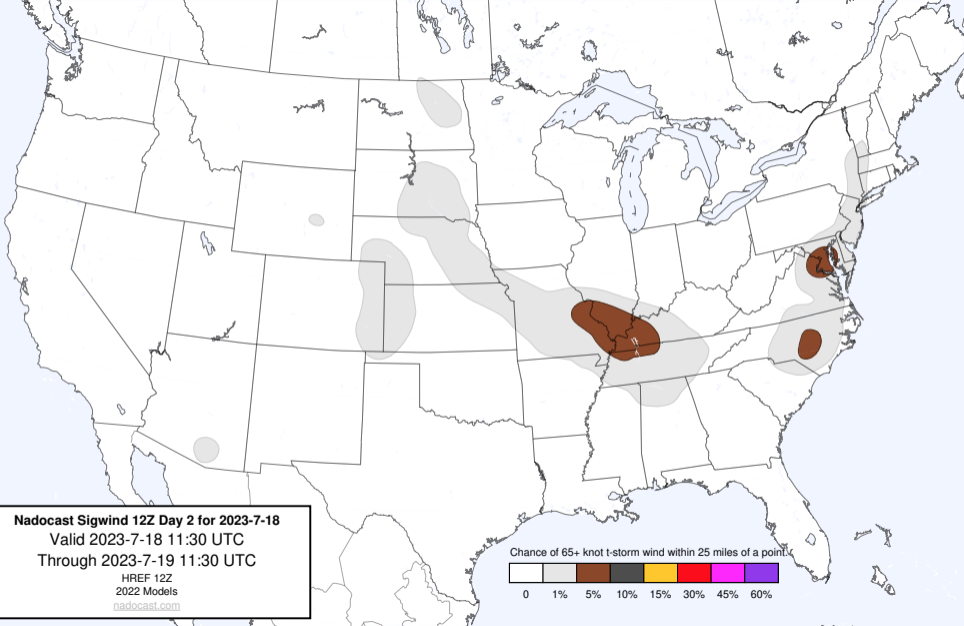 Nadocast Sigwind 12Z Day 2 for 2023-7-18
Valid 2023-7-18 11:30 UTC
Through 2023-7-19 11:30 UTC
HREF 12Z
2022 Models
nadocast.com
Chance of 65+ knot t-storm wind within 25 miles of a point.
0 1% 5% 10% 15% 30% 45% 60%